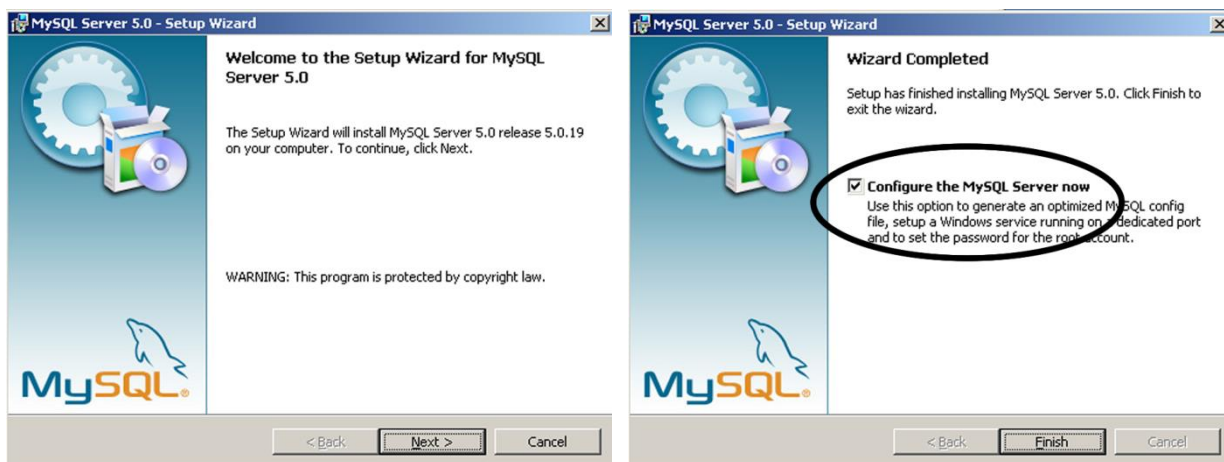 MySQL Server 5.0 - Setup Wizard
Welcome to the Setup Wizard for MySQL
Server 5.0
The Setup Wizard will install MySQL Server 5.0 release 5.0.19
on your computer. To continue, click Next.
WARNING: This program is protected by copyright law.
MySQL®
< Back
Next >
Cancel
MySQL Server 5.0 - Setup Wizard
Wizard Completed
Setup has finished installing MySQL Server 5.0. Click Finish to
exit the wizard.
Configure the MySQL Server now
Use this option to generate an optimized MySQL config
file, setup a Windows service running on a dedicated port
and to set the password for the root account.
MySQL®
< Back
Finish
Cancel